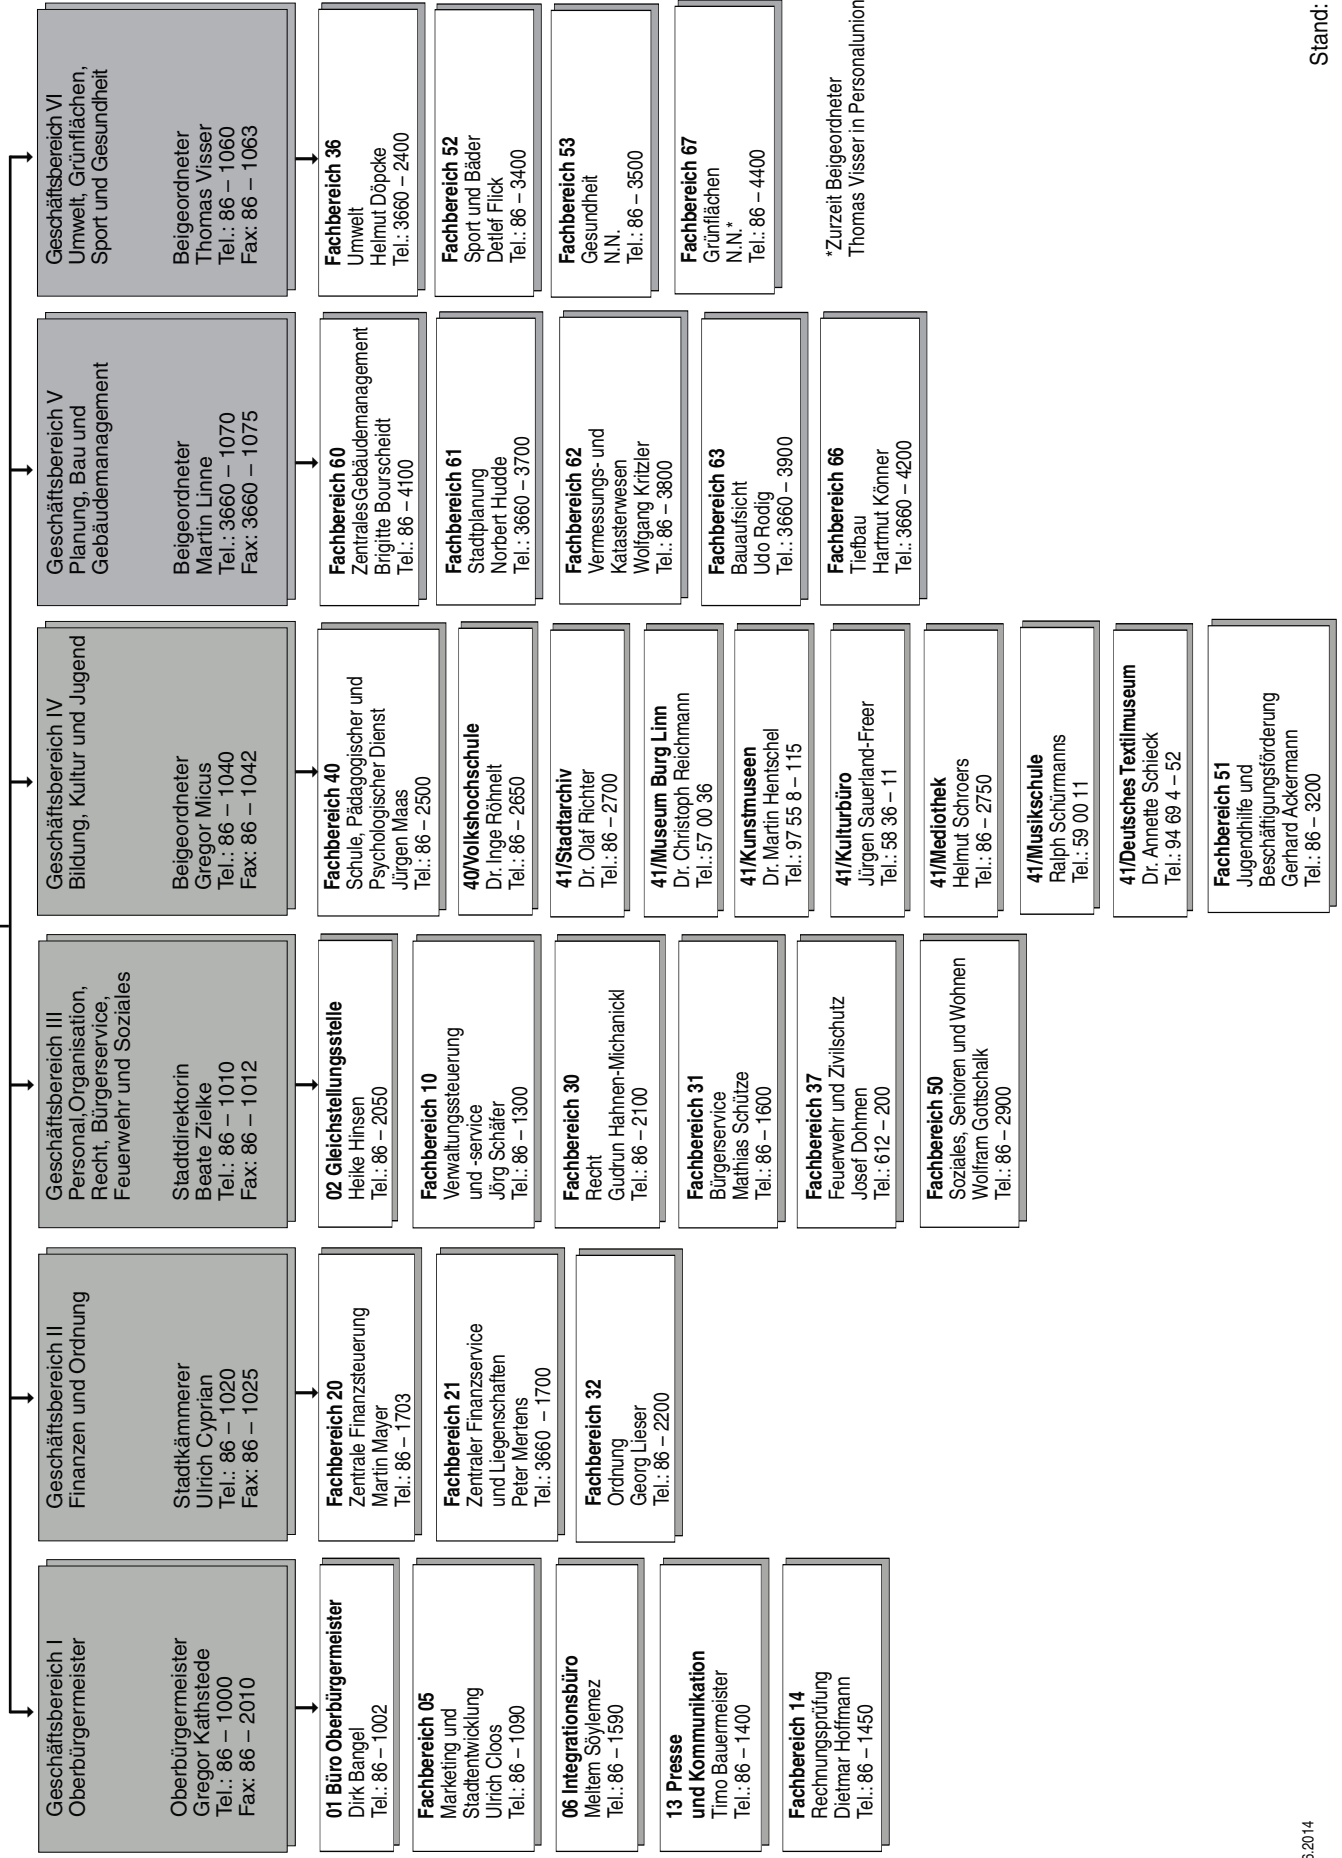 Geschäftsbereich I
Oberbürgermeister
Oberbürgermeister
Gregor Kathstede
Tel.: 86 – 1000
Fax: 86 – 2010
01 Büro Oberbürgermeister
Dirk Bangel
Tel.: 86 – 1002
Fachbereich 05
Marketing und
Stadtentwicklung
Ulrich Cloos
Tel.: 86 – 1090
06 Integrationsbüro
Meltem Söylemez
Tel.: 86 – 1590
13 Presse
und Kommunikation
Timo Bauermeister
Tel.: 86 – 1400
Fachbereich 14
Rechnungsprüfung
Dietmar Hoffmann
Tel.: 86 – 1450
Geschäftsbereich II
Finanzen und Ordnung
Stadtkämmerer
Ulrich Cyprian
Tel.: 86 – 1020
Fax: 86 – 1025
Fachbereich 20
Zentrale Finanzsteuerung
Martin Mayer
Tel.: 86 – 1703
Fachbereich 21
Zentraler Finanzservice
und Liegenschaften
Peter Mertens
Tel.: 3660 – 1700
Fachbereich 32
Ordnung
Georg Lieser
Tel.: 86 – 2200
Geschäftsbereich III
Personal,Organisation,
Recht, Bürgerservice,
Feuerwehr und Soziales
Stadtdirektorin
Beate Zielke
Tel.: 86 – 1010
Fax: 86 – 1012
02 Gleichstellungsstelle
Heike Hinsen
Tel.: 86 – 2050
Fachbereich 10
Verwaltungssteuerung
und -service
Jörg Schäfer
Tel.: 86 – 1300
Fachbereich 30
Recht
Gudrun Hahnen-Michanickl
Tel.: 86 – 2100
Fachbereich 31
Bürgerservice
Mathias Schütze
Tel.: 86 – 1600
Fachbereich 37
Feuerwehr und Zivilschutz
Josef Dohmen
Tel.: 612 – 200
Fachbereich 50
Soziales, Senioren und Wohnen
Wolfram Gottschalk
Tel.: 86 – 2900
Geschäftsbereich IV
Bildung, Kultur und Jugend
Beigeordneter
Gregor Micus
Tel.: 86 – 1040
Fax: 86 – 1042
Fachbereich 40
Schule, Pädagogischer und
Psychologischer Dienst
Jürgen Maas
Tel.: 86 – 2500
40/Volkshochschule
Dr. Inge Röhnelt
Tel.: 86 – 2650
41/Stadtarchiv
Dr. Olaf Richter
Tel.: 86 – 2700
41/Museum Burg Linn
Dr. Christoph Reichmann
Tel.: 57 00 36
41/Kunstmuseen
Dr. Martin Hentschel
Tel.: 97 55 8 – 115
41/Kulturbüro
Jürgen Sauerland-Freer
Tel.: 58 36 – 11
41/Mediothek
Helmut Schroers
Tel.: 86 – 2750
41/Musikschule
Ralph Schürmanns
Tel.: 59 00 11
41/Deutsches Textilmuseum
Dr. Annette Schieck
Tel.: 94 69 4 – 52
Fachbereich 51
Jugendhilfe und
Beschäftigungsförderung
Gerhard Ackermann
Tel.: 86 – 3200
Geschäftsbereich V
Planung, Bau und
Gebäudemanagement
Beigeordneter
Martin Linne
Tel.: 3660 – 1070
Fax: 3660 – 1075
Fachbereich 60
Zentrales Gebäudemanagement
Brigitte Bourscheidt
Tel.: 86 – 4100
Fachbereich 61
Stadtplanung
Norbert Hudde
Tel.: 3660 – 3700
Fachbereich 62
Vermessungs- und
Katasterwesen
Wolfgang Kritzler
Tel.: 86 – 3800
Fachbereich 63
Bauaufsicht
Udo Rodig
Tel.: 3660 – 3900
Fachbereich 66
Tiefbau
Hartmut Könner
Tel.: 3660 – 4200
Geschäftsbereich VI
Umwelt, Grünflächen,
Sport und Gesundheit
Beigeordneter
Thomas Visser
Tel.: 86 – 1060
Fax: 86 – 1063
Fachbereich 36
Umwelt
Helmut Döpcke
Tel.: 3660 – 2400
Fachbereich 52
Sport und Bäder
Detlef Flick
Tel.: 86 – 3400
Fachbereich 53
Gesundheit
N.N.
Tel.: 86 – 3500
Fachbereich 67
Grünflächen
N.N.*
Tel.: 86 – 4400
*Zurzeit Beigeordneter
Thomas Visser in Personalunion
Stand:
6.2014